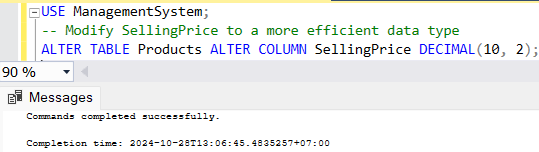 USE ManagementSystem;
-- Modify SellingPrice to a more efficient data type
ALTER TABLE Products ALTER COLUMN SellingPrice DECIMAL(10, 2);
90 %
Messages
Commands completed successfully.
Completion time: 2024-10-28T13:06:45.4835257+07:00